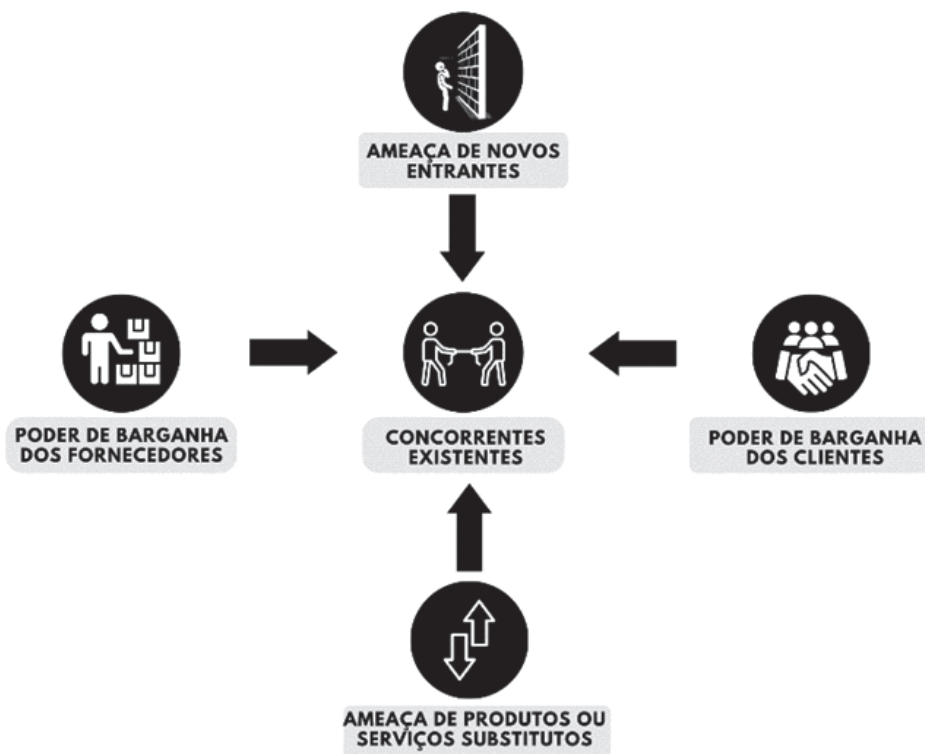 AMEAÇA DE NOVOS
ENTRANTES
PODER DE BARGANHA
DOS FORNECEDORES
CONCORRENTES
EXISTENTES
PODER DE BARGANHA
DOS CLIENTES
AMEAÇA DE PRODUTOS OU
SERVIÇOS SUBSTITUTOS